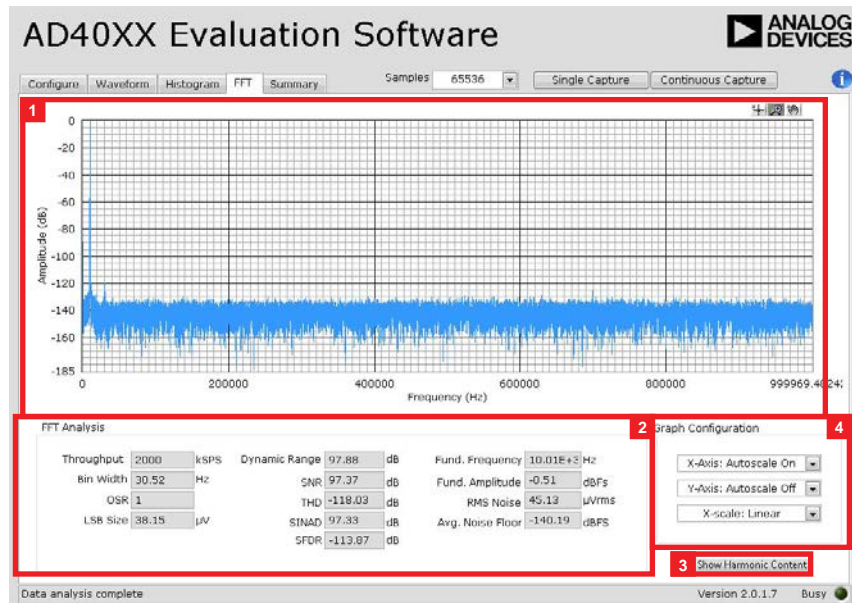 AD40XX Evaluation Software
ANALOG
DEVICES
Configure Waveform Histogram FFT Summary
Samples 65536 Single Capture Continuous Capture
1
0
-20
-40
-60
-80
-100
-120
-140
-160
-185
Amplitude (dB)
0 200000 400000 600000 800000
Frequency (Hz)
FFT Analysis
2
Graph Configuration
4
Throughput 2000 kSPS Dynamic Range 97.88 dB Fund. Frequency 10.01E+3 Hz
Bin Width 30.52 Hz SNR 97.37 dB Fund. Amplitude -0.51 dBFs
OSR 1 THD -118.03 dB RMS Noise 45.13 µVrms
LSB Size 38.15 µV SINAD 97.33 dB Avg. Noise Floor -140.19 dBFS
SFDR -113.87 dB
X-Axis: Autoscale On
Y-Axis: Autoscale Off
X-scale: Linear
3 Show Harmonic Content
Data analysis complete Version 2.0.1.7 Busy